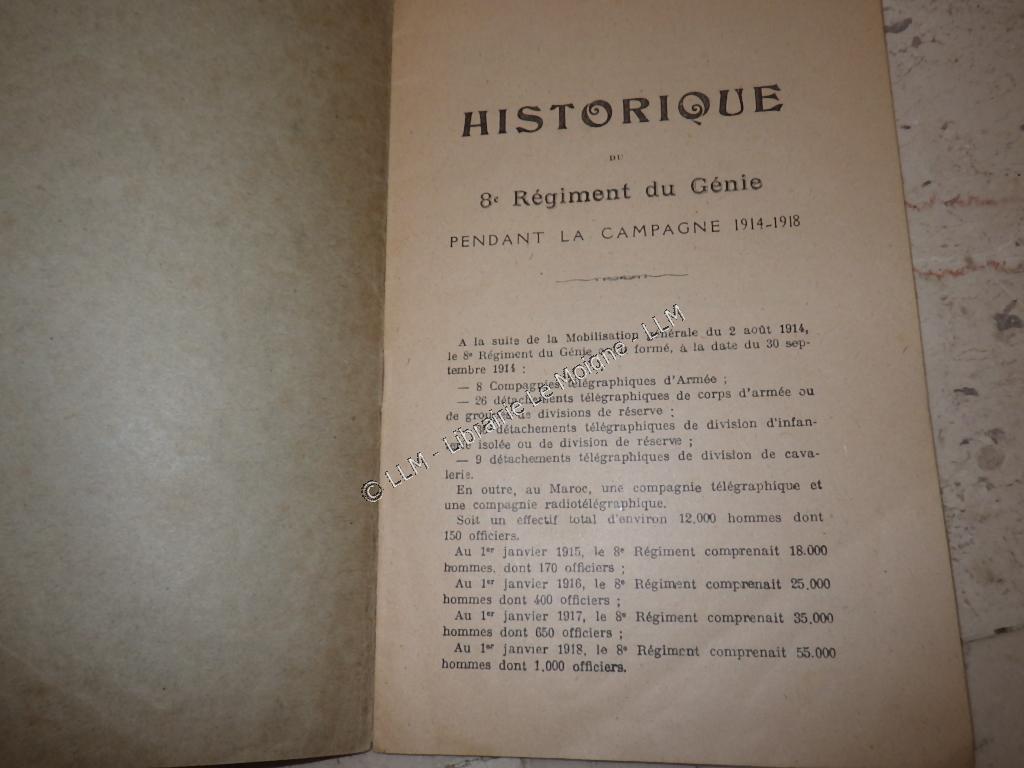 HISTORIQUE
DU
8e Régiment du Génie
PENDANT LA CAMPAGNE 1914-1918
A la suite de la Mobilisation générale du 2 août 1914,
le 8e Régiment du Génie formé, à la date du 30 sep-
tembre 1914 :
— 8 Compagnies télégraphiques d'Armée ;
— 26 détachements télégraphiques de corps d'armée ou
de groupes de divisions de réserve ;
détachements télégraphiques de division d'infan-
terie isolée ou de division de réserve ;
— 9 détachements télégraphiques de division de cava-
lerie.
En outre, au Maroc, une compagnie télégraphique et
une compagnie radiotélégraphique.
Soit un effectif total d'environ 12.000 hommes dont
150 officiers.
Au 1er janvier 1915, le 8e Régiment comprenait 18.000
hommes, dont 170 officiers ;
Au 1er janvier 1916, le 8e Régiment comprenait 25.000
hommes dont 400 officiers ;
Au 1er janvier 1917, le 8e Régiment comprenait 35.000
hommes dont 650 officiers ;
Au 1er janvier 1918, le 8e Régiment comprenait 55.000
hommes dont 1.000 officiers.
© LLM - Librairie Le Moigne - LLM